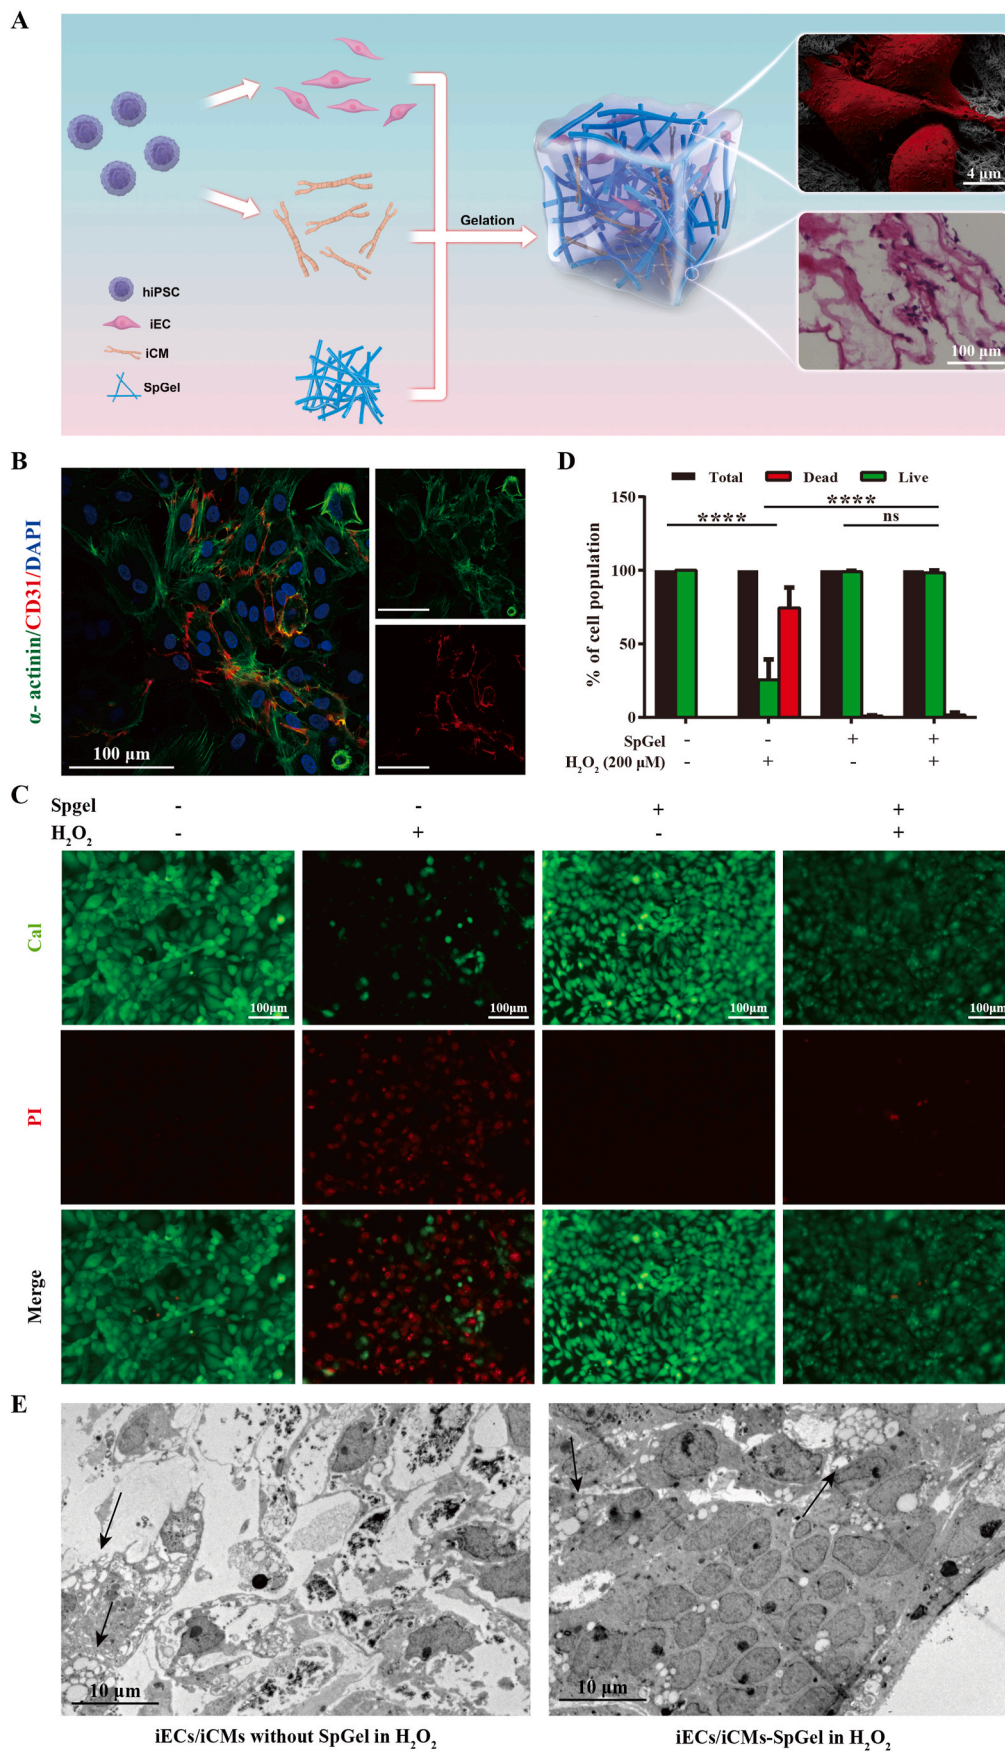 A
Gelation
hiPSC
iEC
iCM
SpGel
4 μm
100 μm
B
α- actinin/CD31/DAPI
100 μm
D
Total Dead Live
% of cell population
150
100
50
0
****
****
ns
SpGel - - + +
H₂O₂ (200 μM) - + - +
C
Spgel - - + +
H₂O₂ - + - +
Cal
100μm 100μm 100μm 100μm
PI
Merge
E
10 μm 10 μm
iECs/iCMs without SpGel in H₂O₂ iECs/iCMs-SpGel in H₂O₂